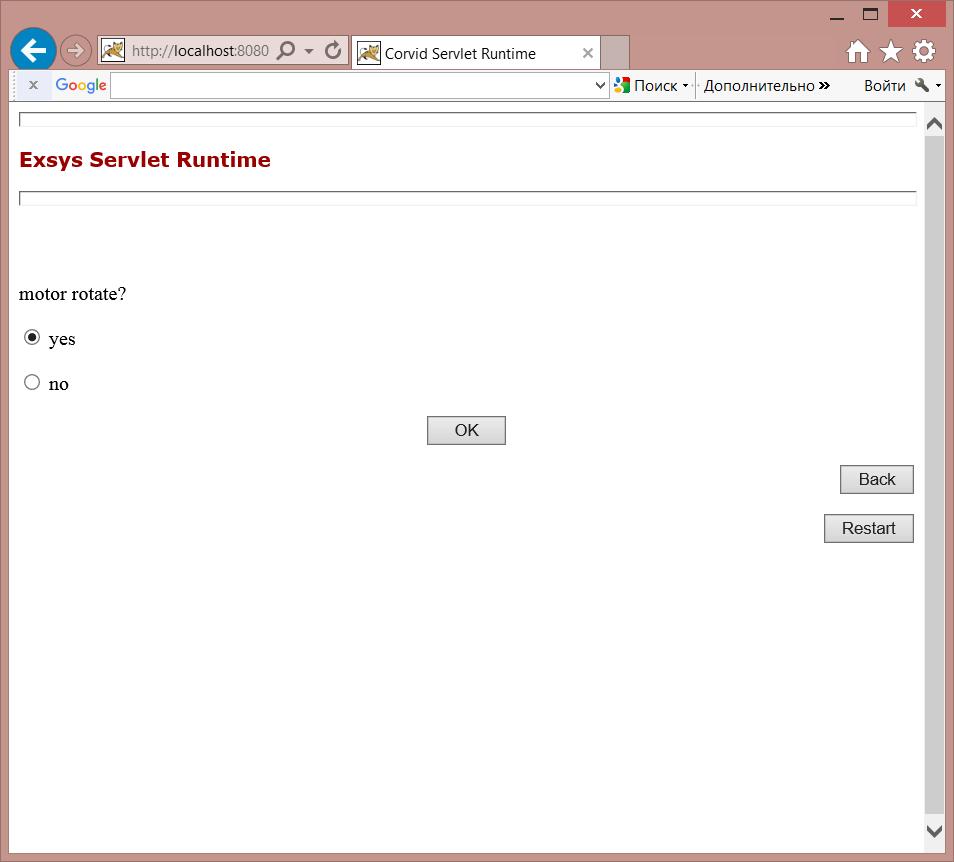 http://localhost:8080
Corvid Servlet Runtime
x Google Поиск Дополнительно » Войти
Exsys Servlet Runtime
motor rotate?
yes
no
OK
Back
Restart